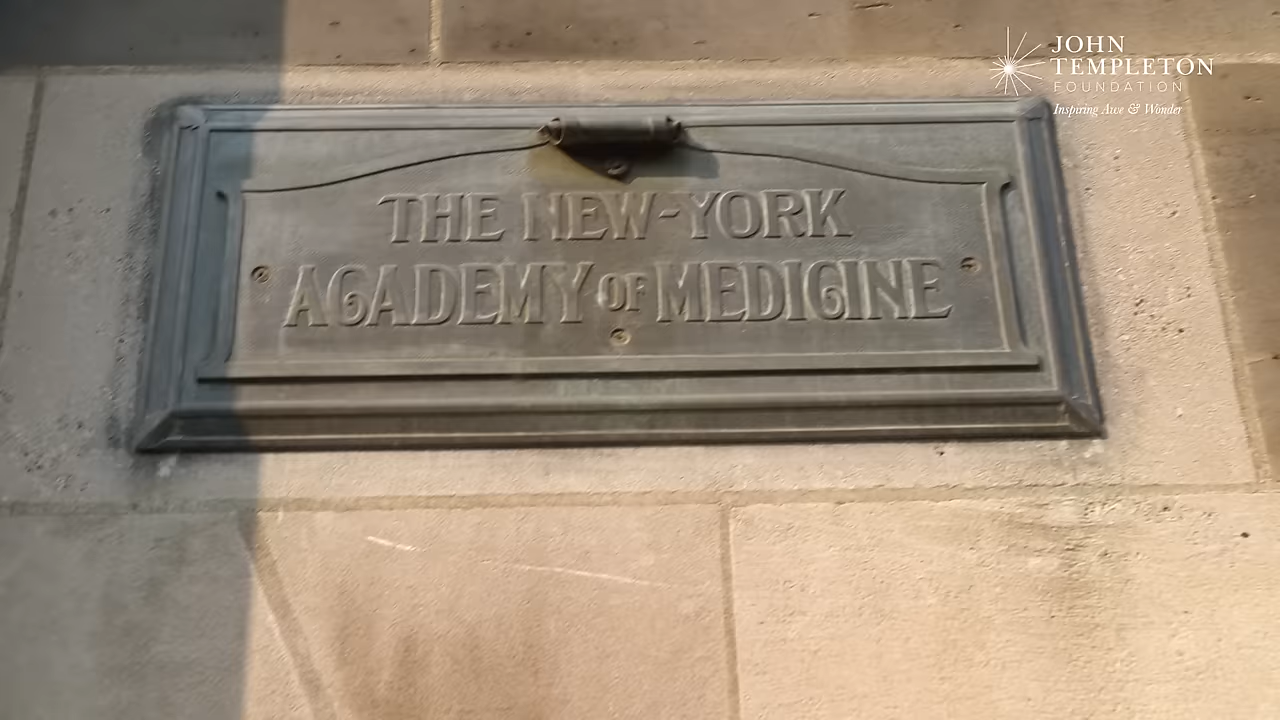 JOHN
TEMPLETON
FOUNDATION
Inspiring Awe & Wonder
THE NEW-YORK
ACADEMY OF MEDICINE